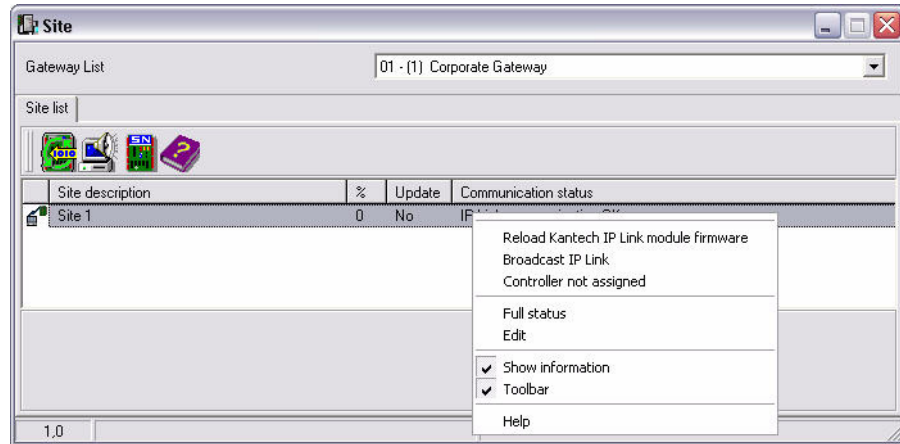 Site
Gateway List
01 - (1) Corporate Gateway
Site list
SN
Site description % Update Communication status
Site 1 0 No
Reload Kantech IP Link module firmware
Broadcast IP Link
Controller not assigned
Full status
Edit
Show information
Toolbar
Help
1,0